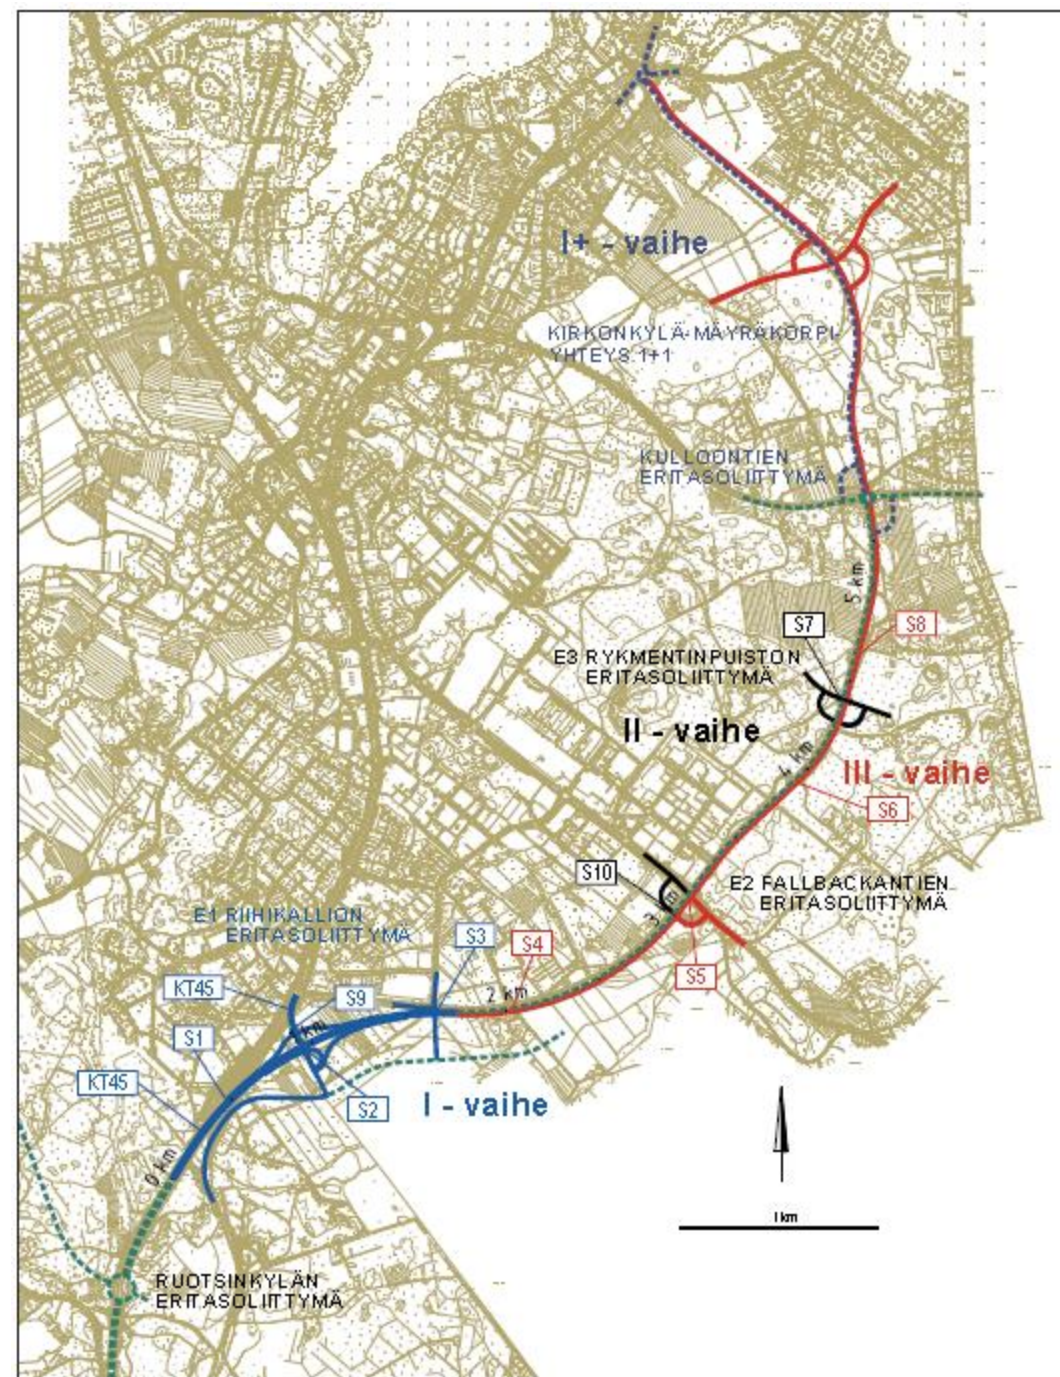 I+ - vaihe
KIRKONKYLÄ-MÄYRÄKORPI-
YHTEYS 1+1
KULLOONTIEN
ERITASOLIITTYMÄ
5 km
S7
S8
E3 RYKMENTINPUISTON
ERITASOLIITTYMÄ
II - vaihe
4 km
III - vaihe
S6
S10
E2 FALLBACKANTIEN
ERITASOLIITTYMÄ
3 km
E1 RIIHIKALLION
ERITASOLIITTYMÄ
S3
S4
S5
KT45
S9
2 km
S1
1 km
KT45
S2
I - vaihe
0 km
1km
RUOTSINKYLÄN
ERITASOLIITTYMÄ